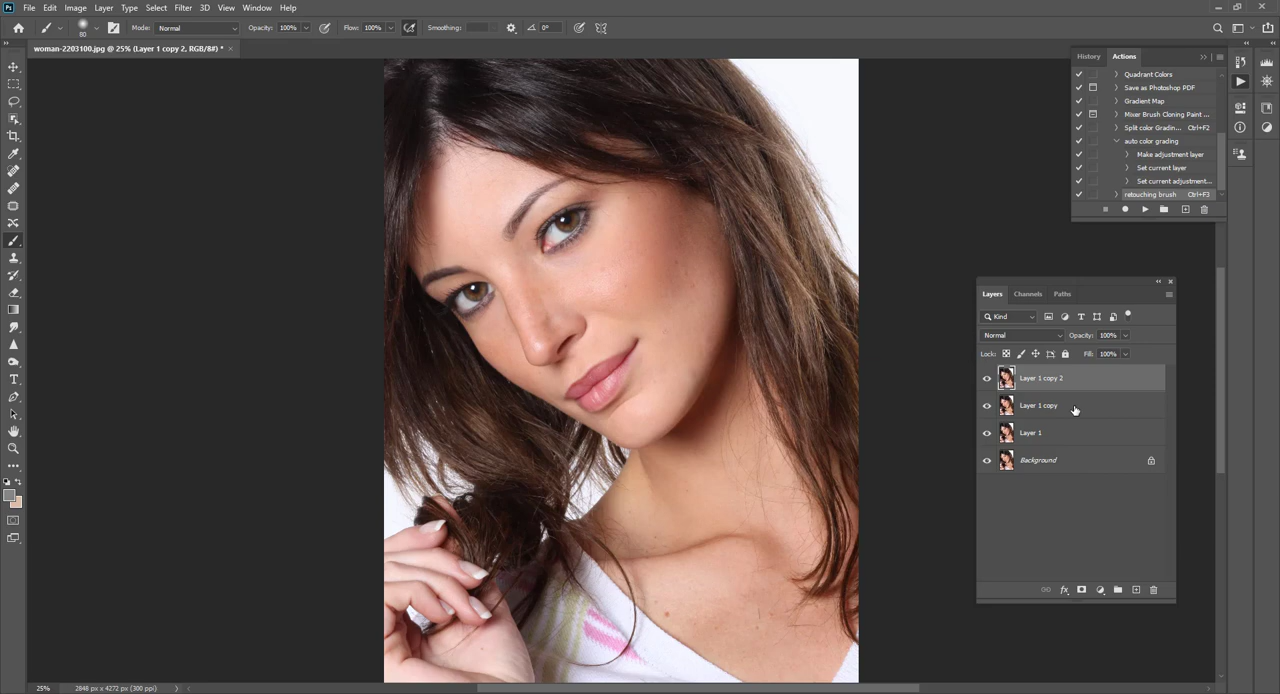 Ps File Edit Image Layer Type Select Filter 3D View Window Help
80 Mode: Normal Opacity: 100% Flow: 100% Smoothing: 0°
woman-2203100.jpg @ 25% (Layer 1 copy 2, RGB/8#) *
History Actions
Quadrant Colors
Save as Photoshop PDF
Gradient Map
Mixer Brush Cloning Paint ...
Split color Gradin... Ctrl+F2
auto color grading
Make adjustment layer
Set current layer
Set current adjustment...
retouching brush Ctrl+F3
Layers Channels Paths
Kind
Normal Opacity: 100%
Lock: Fill: 100%
Layer 1 copy 2
Layer 1 copy
Layer 1
Background
25% 2848 px x 4272 px (300 ppi)